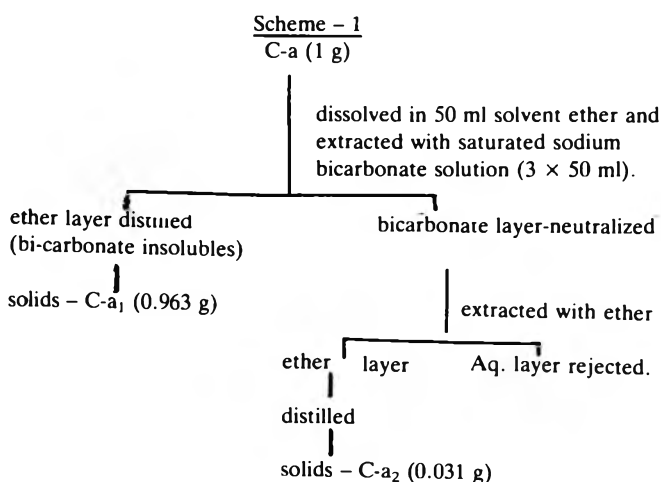 Scheme – 1
C-a (1 g)
dissolved in 50 ml solvent ether and
extracted with saturated sodium
bicarbonate solution (3 × 50 ml).
ether layer distilled
(bi-carbonate insolubles)
solids – C-a₁ (0.963 g)
bicarbonate layer-neutralized
extracted with ether
ether layer
Aq. layer rejected.
distilled
solids – C-a₂ (0.031 g)